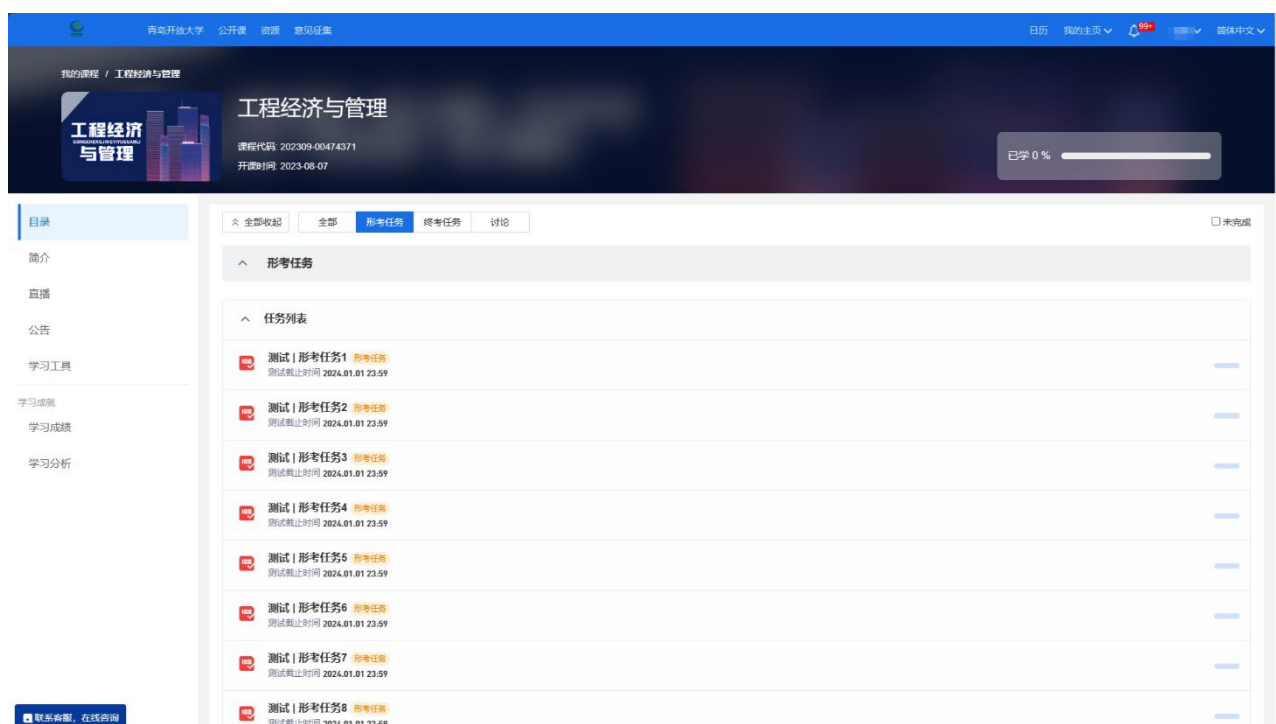 青岛开放大学 公开课 资源 意见征集 日历 我的主页 99+ 简体中文
我的课程 / 工程经济与管理
工程经济
GONGCHENGJINGJIYUGUANLI
与管理
工程经济与管理
课程代码: 202309-00474371
开课时间: 2023-08-07
已学 0 %
目录
简介
直播
公告
学习工具
学习成就
学习成绩
学习分析
全部收起 全部 形考任务 终考任务 讨论 未完成
形考任务
任务列表
测试 | 形考任务1 形考任务
测试截止时间 2024.01.01 23:59
测试 | 形考任务2 形考任务
测试截止时间 2024.01.01 23:59
测试 | 形考任务3 形考任务
测试截止时间 2024.01.01 23:59
测试 | 形考任务4 形考任务
测试截止时间 2024.01.01 23:59
测试 | 形考任务5 形考任务
测试截止时间 2024.01.01 23:59
测试 | 形考任务6 形考任务
测试截止时间 2024.01.01 23:59
测试 | 形考任务7 形考任务
测试截止时间 2024.01.01 23:59
测试 | 形考任务8 形考任务
测试截止时间 2024.01.01 23:59
联系客服，在线咨询